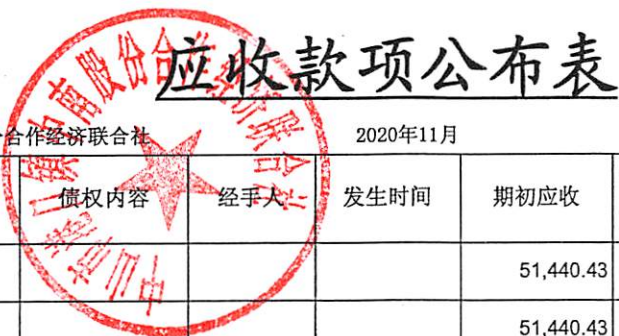 应收款项公布表
合作经济联合社 2020年11月
债权内容 经手人 发生时间 期初应收
51,440.43
51,440.43